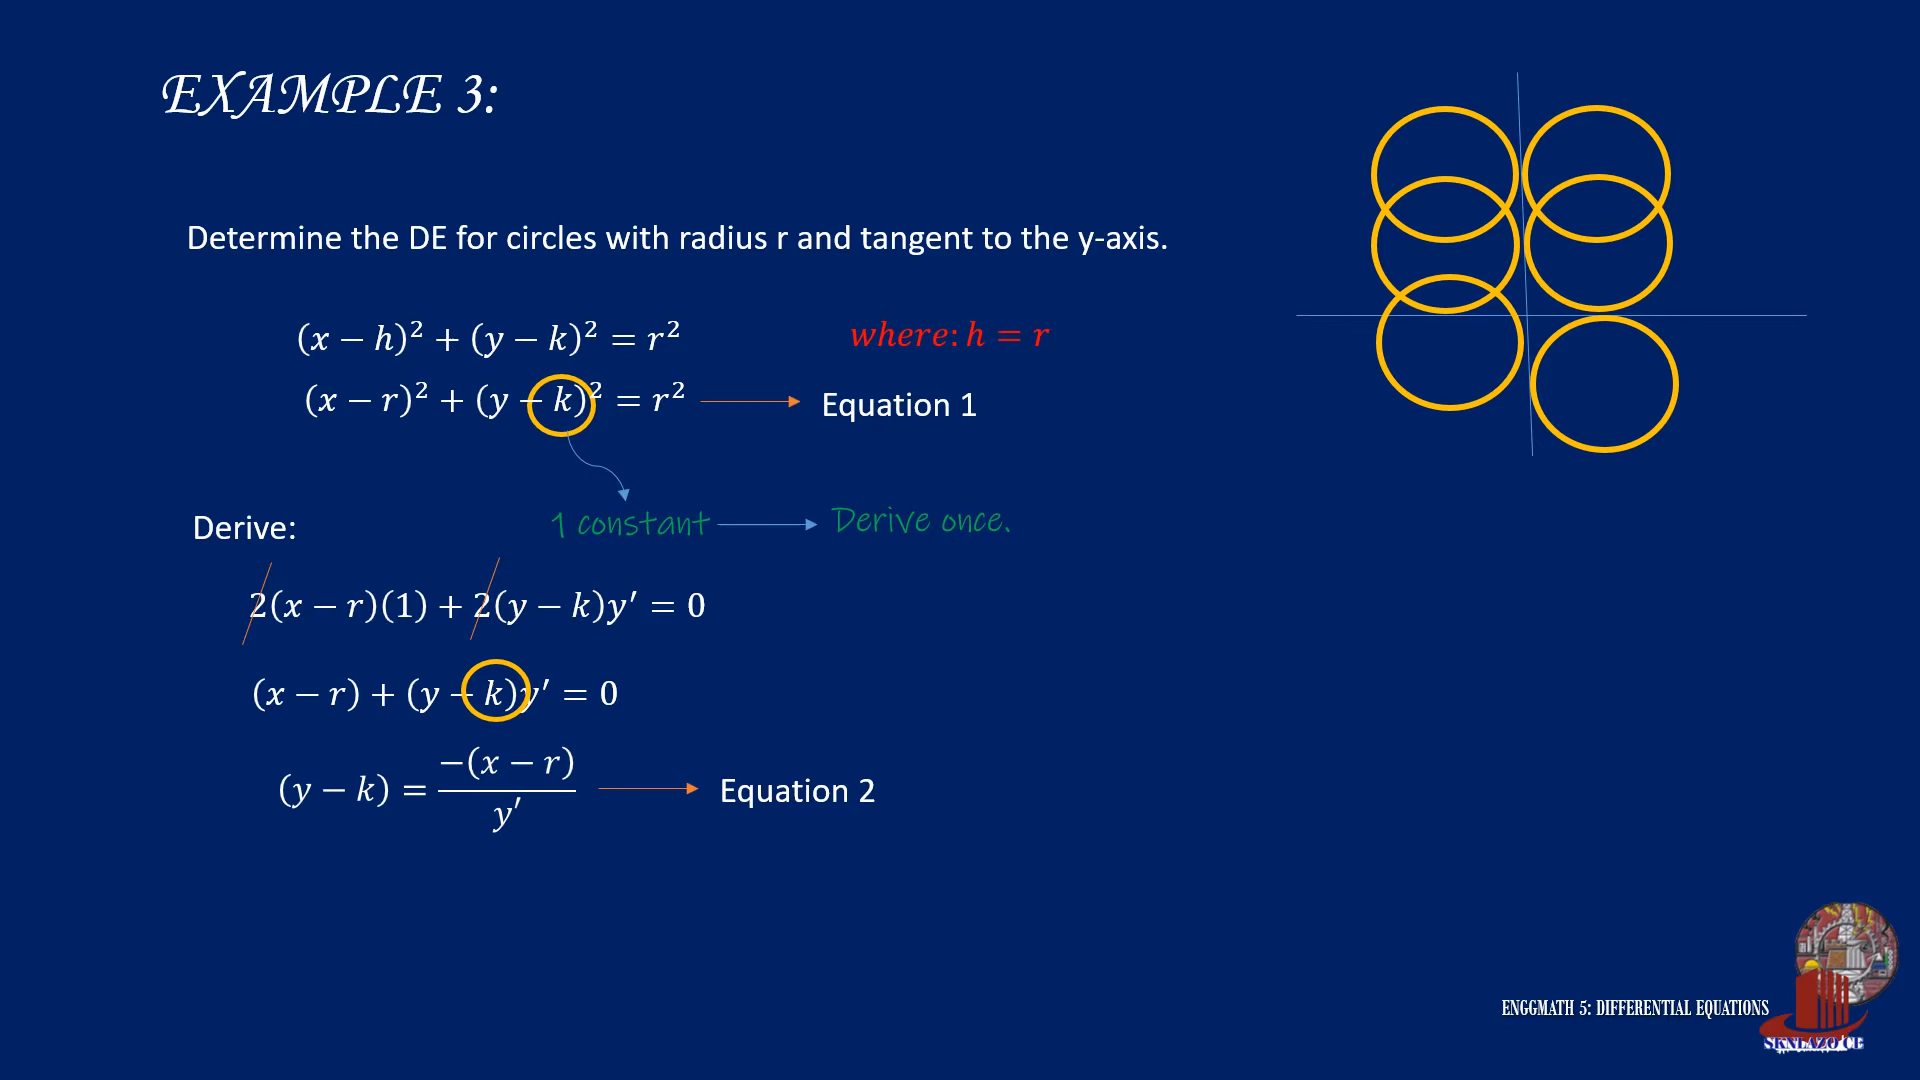 EXAMPLE 3:
Determine the DE for circles with radius r and tangent to the y-axis.
(x − h)² + (y − k)² = r²
where: h = r
(x − r)² + (y − k)² = r²
Equation 1
1 constant
Derive once.
Derive:
2(x − r)(1) + 2(y − k)y′ = 0
(x − r) + (y − k)y′ = 0
(y − k) = −(x − r) / y′
Equation 2
ENGGMATH 5: DIFFERENTIAL EQUATIONS
SKNLAZO CE